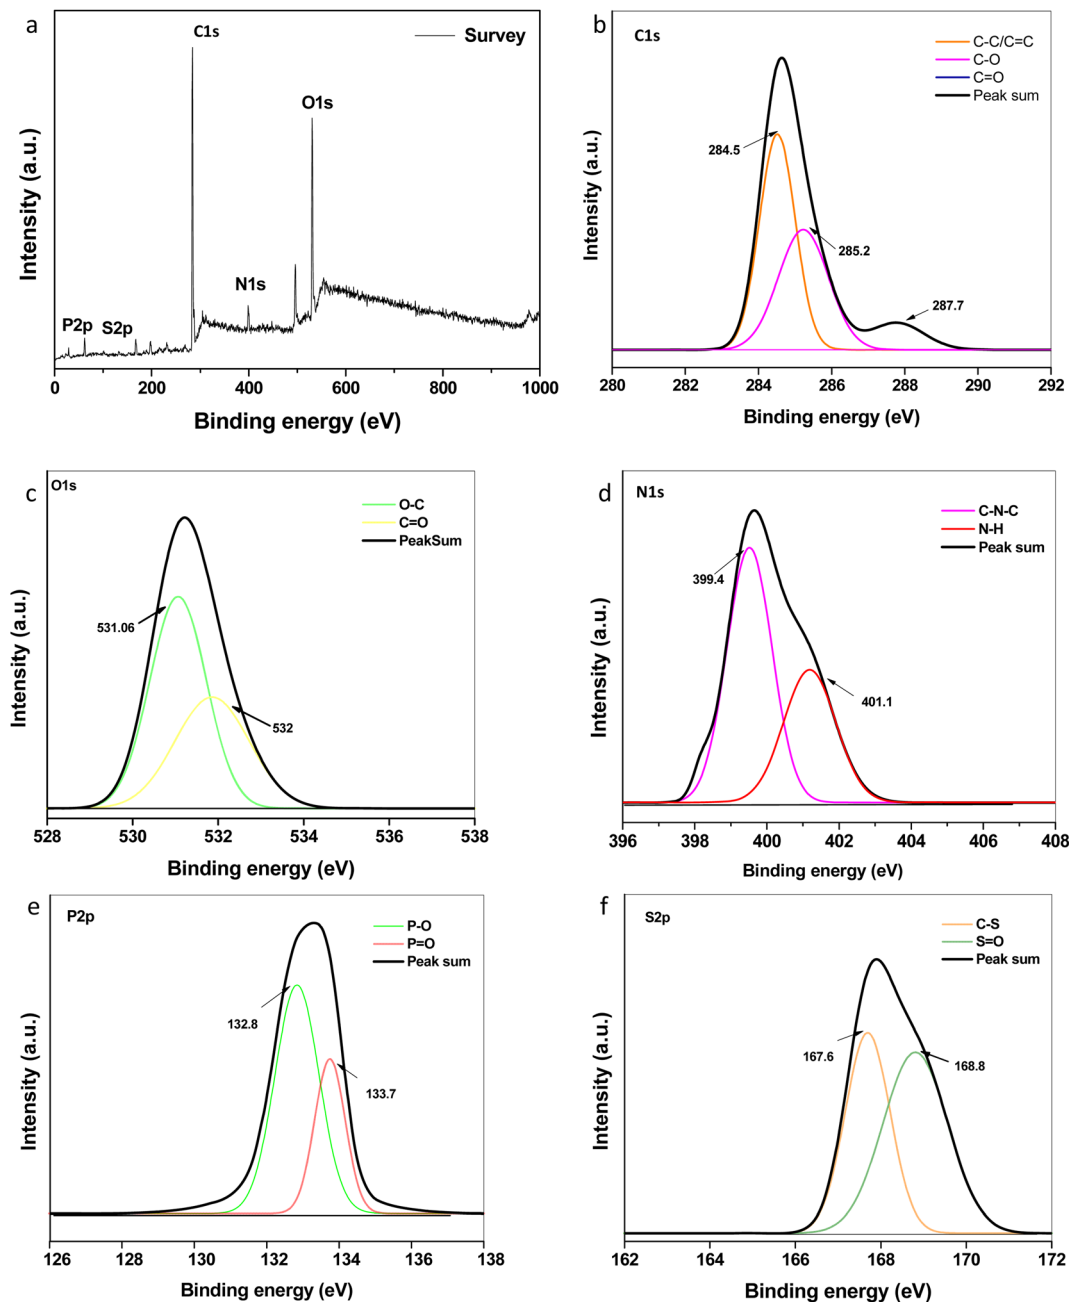 a
C1s
Survey
O1s
N1s
P2p
S2p
Intensity (a.u.)
0 200 400 600 800 1000
Binding energy (eV)
b
C1s
C-C/C=C
C-O
C=O
Peak sum
284.5
285.2
287.7
Intensity (a.u.)
280 282 284 286 288 290 292
Binding energy (eV)
c
O1s
O-C
C=O
PeakSum
531.06
532
Intensity (a.u.)
528 530 532 534 536 538
Binding energy (eV)
d
N1s
C-N-C
N-H
Peak sum
399.4
401.1
Intensity (a.u.)
396 398 400 402 404 406 408
Binding energy (eV)
e
P2p
P-O
P=O
Peak sum
132.8
133.7
Intensity (a.u.)
126 128 130 132 134 136 138
Binding energy (eV)
f
S2p
C-S
S=O
Peak sum
167.6
168.8
Intensity (a.u.)
162 164 166 168 170 172
Binding energy (eV)